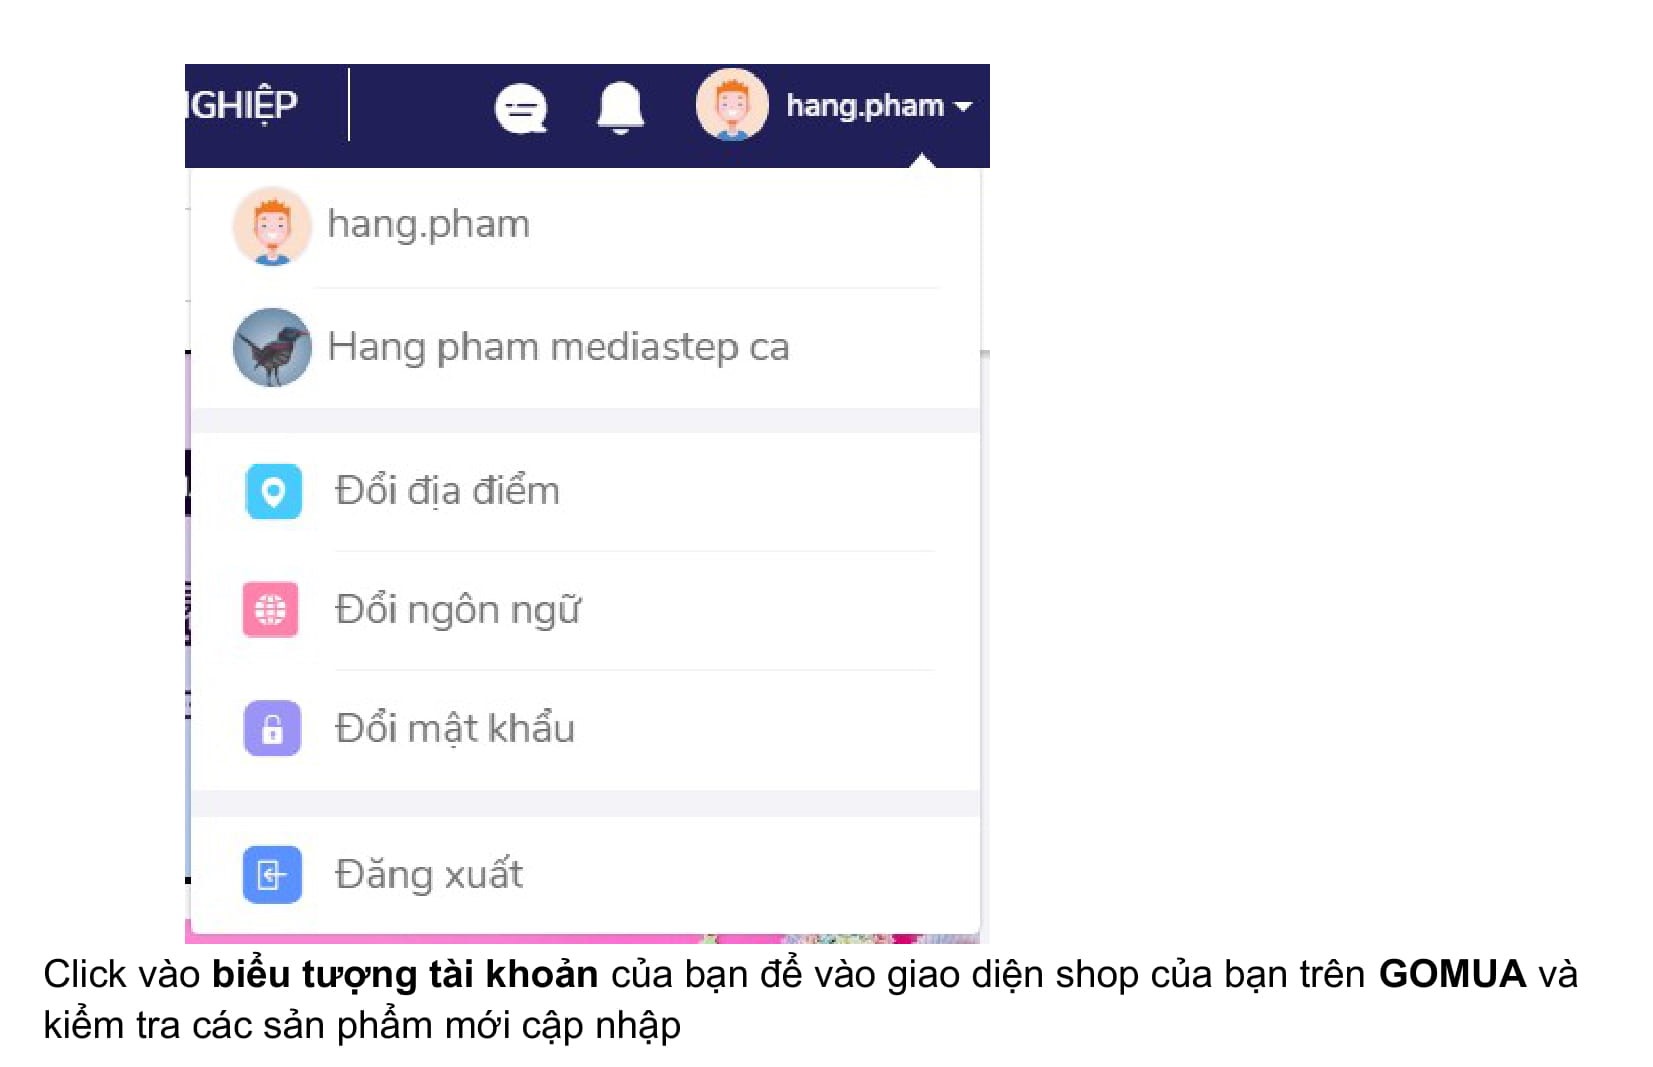 NGHIỆP
hang.pham
hang.pham
Hang pham mediastep ca
Đổi địa điểm
Đổi ngôn ngữ
Đổi mật khẩu
Đăng xuất
Click vào biểu tượng tài khoản của bạn để vào giao diện shop của bạn trên GOMUA và
kiểm tra các sản phẩm mới cập nhập